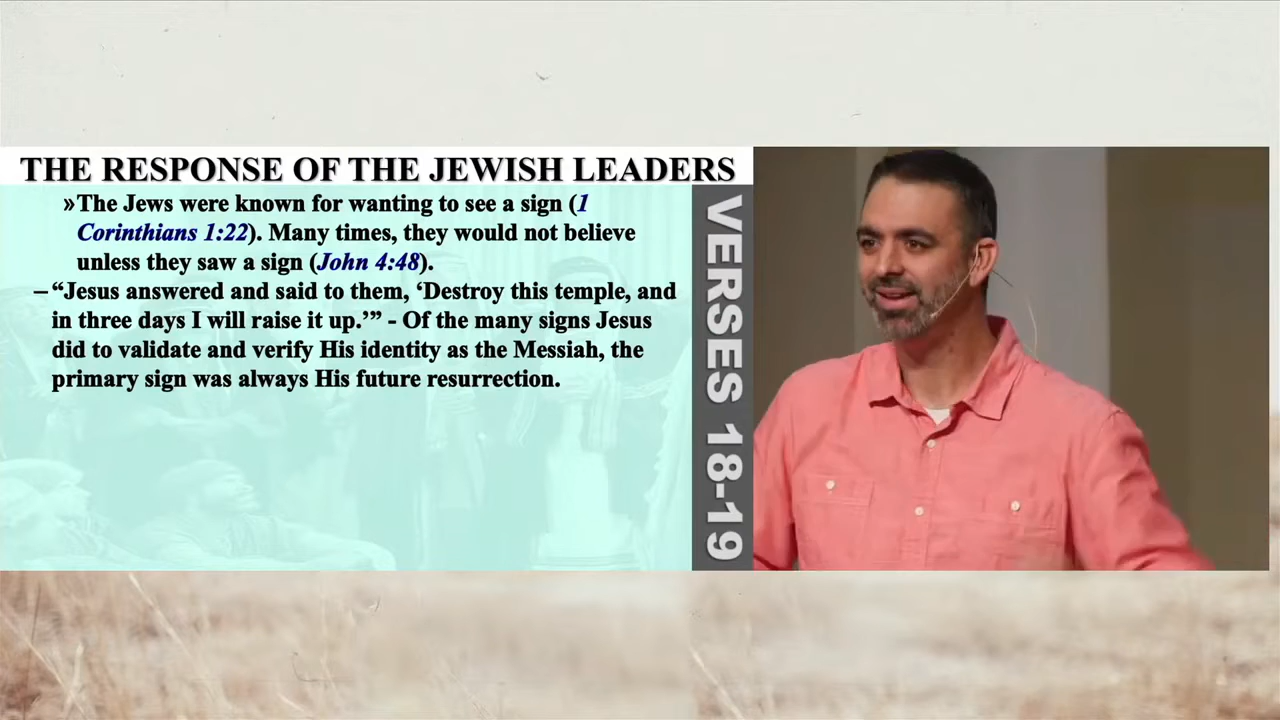 THE RESPONSE OF THE JEWISH LEADERS
»The Jews were known for wanting to see a sign (1
Corinthians 1:22). Many times, they would not believe
unless they saw a sign (John 4:48).
– “Jesus answered and said to them, ‘Destroy this temple, and
in three days I will raise it up.’” - Of the many signs Jesus
did to validate and verify His identity as the Messiah, the
primary sign was always His future resurrection.
VERSES 18-19